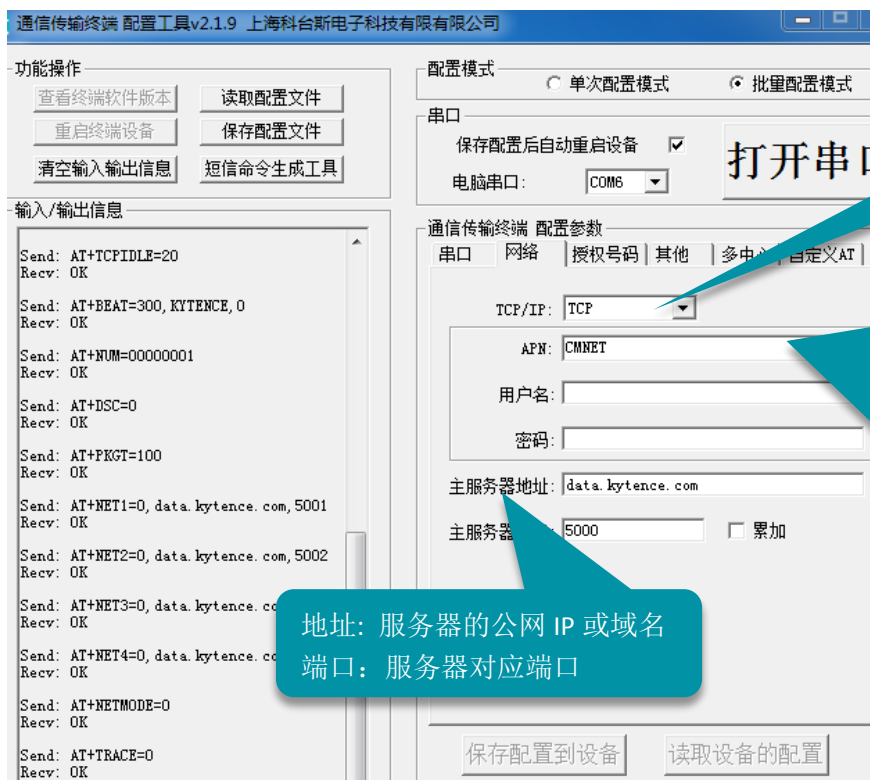 通信传输终端 配置工具v2.1.9 上海科台斯电子科技有限有限公司
功能操作
查看终端软件版本 读取配置文件
重启终端设备 保存配置文件
清空输入输出信息 短信命令生成工具
输入/输出信息
Send: AT+TCPIDLE=20
Recv: OK
Send: AT+BEAT=300, KYTENCE, 0
Recv: OK
Send: AT+NUM=00000001
Recv: OK
Send: AT+DSC=0
Recv: OK
Send: AT+PKGT=100
Recv: OK
Send: AT+NET1=0, data.kytence.com, 5001
Recv: OK
Send: AT+NET2=0, data.kytence.com, 5002
Recv: OK
Send: AT+NET3=0, data.kytence.
Recv: OK
Send: AT+NET4=0, data.kytence.
Recv: OK
Send: AT+NETMODE=0
Recv: OK
Send: AT+TRACE=0
Recv: OK
配置模式
单次配置模式 批里配置模式
串口
保存配置后自动重启设备
打开串
电脑串口: COM6
通信传输终端 配置参数
串口 网络 授权号码 其他 多中 自定义AT
TCP/IP: TCP
APN: CMNET
用户名:
密码:
主服务器地址: data.kytence.com
主服务器 : 5000 累加
地址: 服务器的公网 IP 或域名
端口：服务器对应端口
保存配置到设备 读取设备的配置